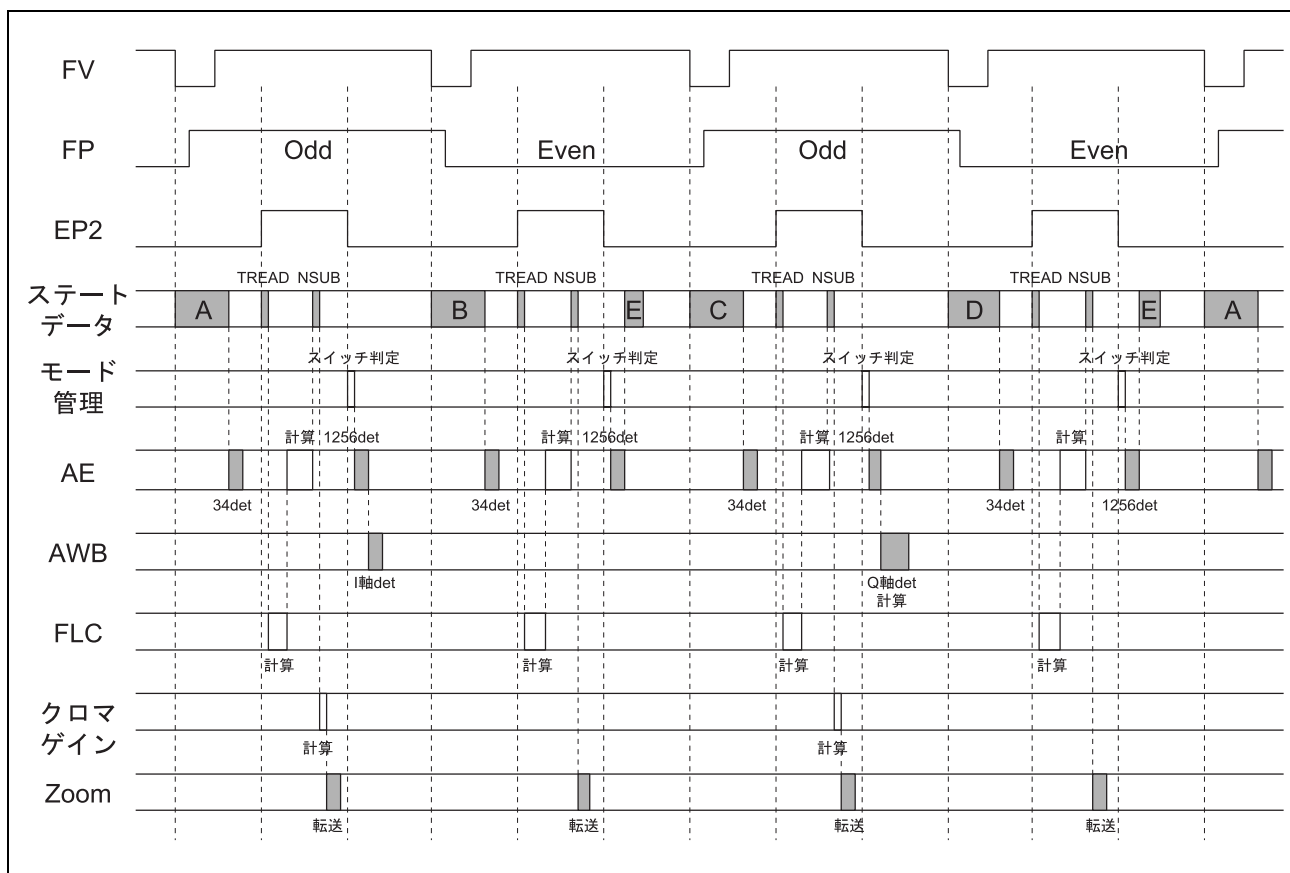 FV
FP
Odd
Even
Odd
Even
EP2
TREAD NSUB
TREAD NSUB
TREAD NSUB
TREAD NSUB
ステート
データ
A
B
E
C
D
E
A
スイッチ判定
スイッチ判定
スイッチ判定
スイッチ判定
モード
管理
計算 1256det
計算 1256det
計算 1256det
計算
AE
34det
34det
34det
34det
1256det
AWB
I軸det
Q軸det
計算
FLC
計算
計算
計算
計算
クロマ
ゲイン
計算
計算
Zoom
転送
転送
転送
転送